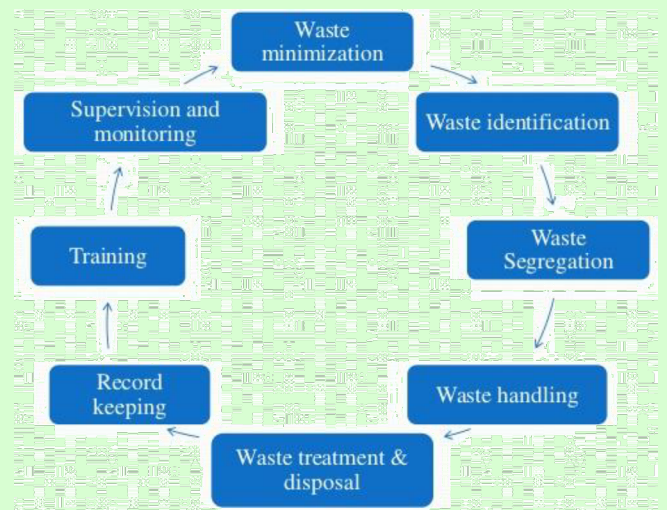 Waste
minimization
Waste identification
Waste
Segregation
Waste handling
Waste treatment &
disposal
Record
keeping
Training
Supervision and
monitoring